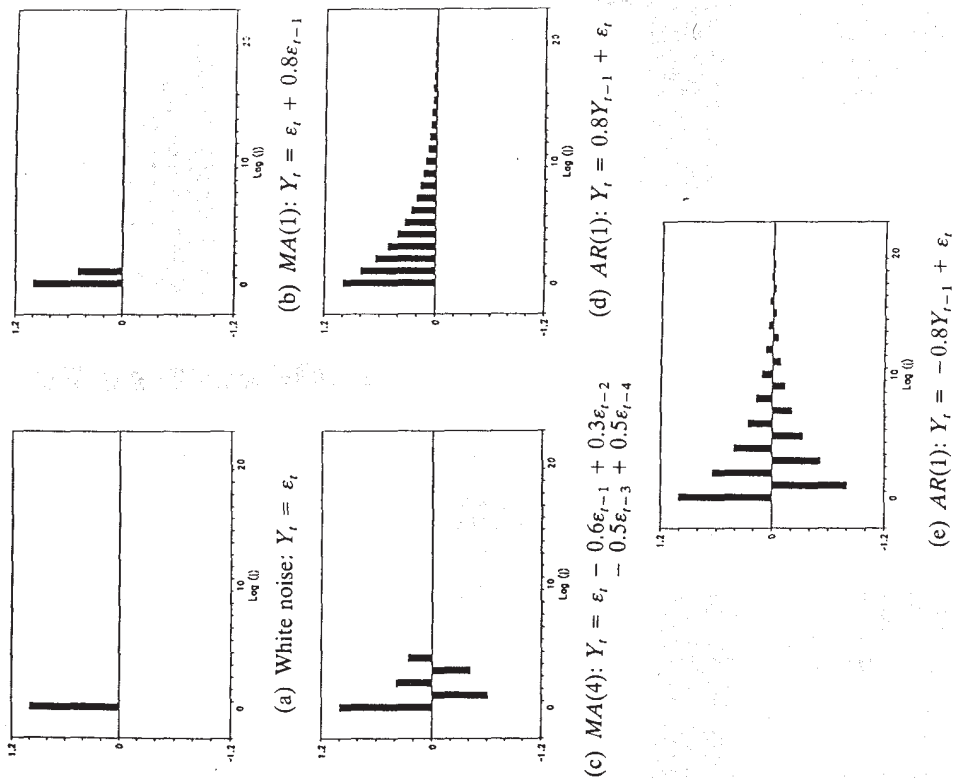 1.2
0
-1.2
0
10
20
Lag (j)
(a) White noise: Y_t = ε_t
1.2
0
-1.2
0
10
20
Lag (j)
(b) MA(1): Y_t = ε_t + 0.8ε_{t−1}
1.2
0
-1.2
0
10
20
Lag (j)
(c) MA(4): Y_t = ε_t − 0.6ε_{t−1} + 0.3ε_{t−2}
− 0.5ε_{t−3} + 0.5ε_{t−4}
1.2
0
-1.2
0
10
20
Lag (j)
(d) AR(1): Y_t = 0.8Y_{t−1} + ε_t
1.2
0
-1.2
0
10
20
Lag (j)
(e) AR(1): Y_t = −0.8Y_{t−1} + ε_t